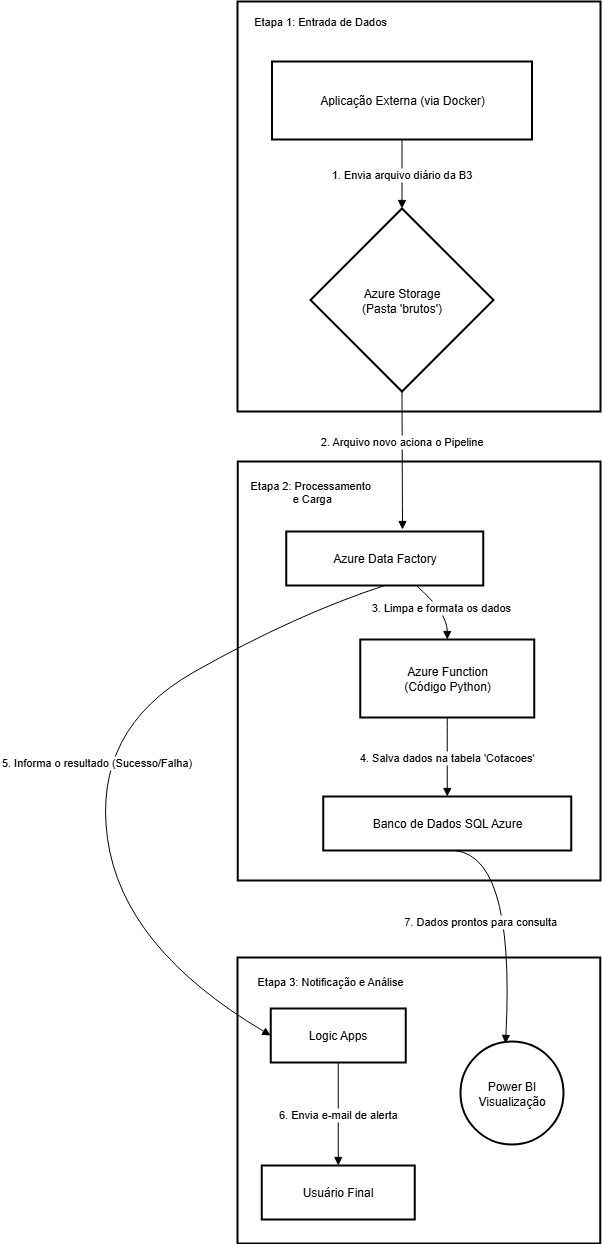 Etapa 1: Entrada de Dados
Aplicação Externa (via Docker)
1. Envia arquivo diário da B3
Azure Storage
(Pasta 'brutos')
2. Arquivo novo aciona o Pipeline
Etapa 2: Processamento
e Carga
Azure Data Factory
3. Limpa e formata os dados
Azure Function
(Código Python)
4. Salva dados na tabela 'Cotacoes'
5. Informa o resultado (Sucesso/Falha)
Banco de Dados SQL Azure
7. Dados prontos para consulta
Etapa 3: Notificação e Análise
Logic Apps
Power BI
Visualização
6. Envia e-mail de alerta
Usuário Final